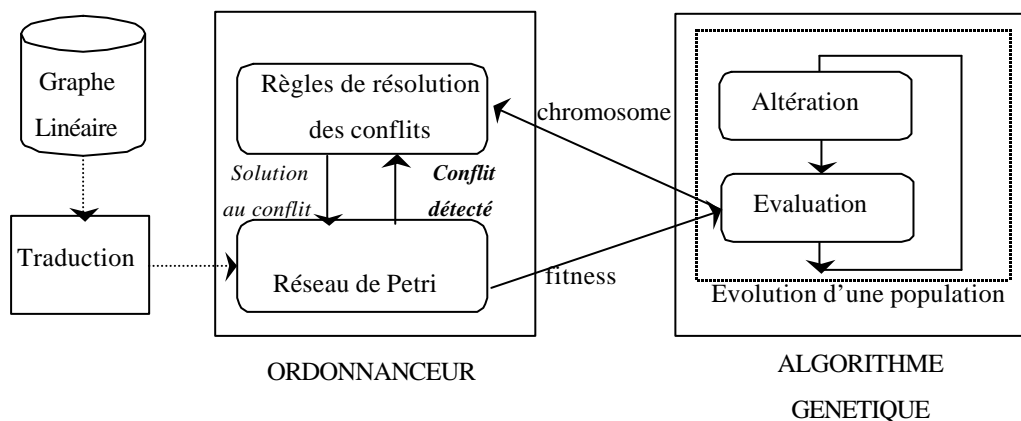 Graphe
Linéaire
Traduction
Règles de résolution
des conflits
Solution
au conflit
Conflit
détecté
Réseau de Petri
ORDONNANCEUR
chromosome
fitness
Altération
Evaluation
Evolution d'une population
ALGORITHME
GENETIQUE